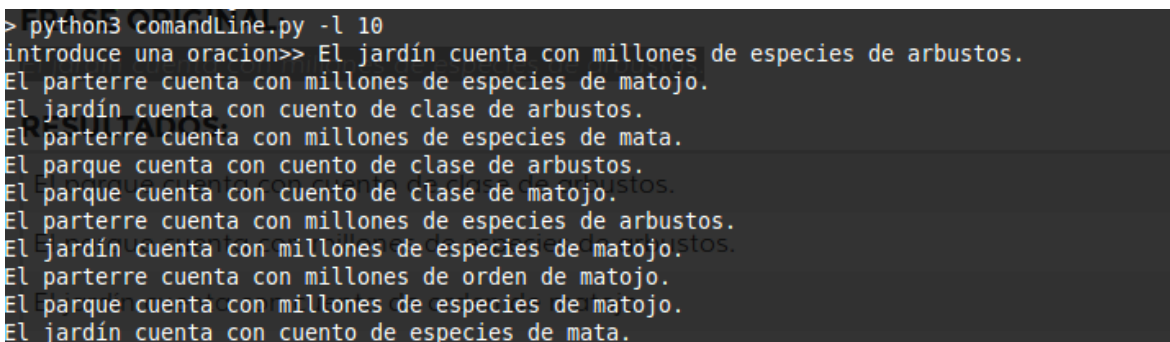 > python3 comandLine.py -l 10
introduce una oracion>> El jardín cuenta con millones de especies de arbustos.
El parterre cuenta con millones de especies de matojo.
El jardín cuenta con cuento de clase de arbustos.
El parterre cuenta con millones de especies de mata.
El parque cuenta con cuento de clase de arbustos.
El parque cuenta con cuento de clase de matojo.
El parterre cuenta con millones de especies de arbustos.
El jardín cuenta con millones de especies de matojo.
El parterre cuenta con millones de orden de matojo.
El parque cuenta con millones de especies de matojo.
El jardín cuenta con cuento de especies de mata.